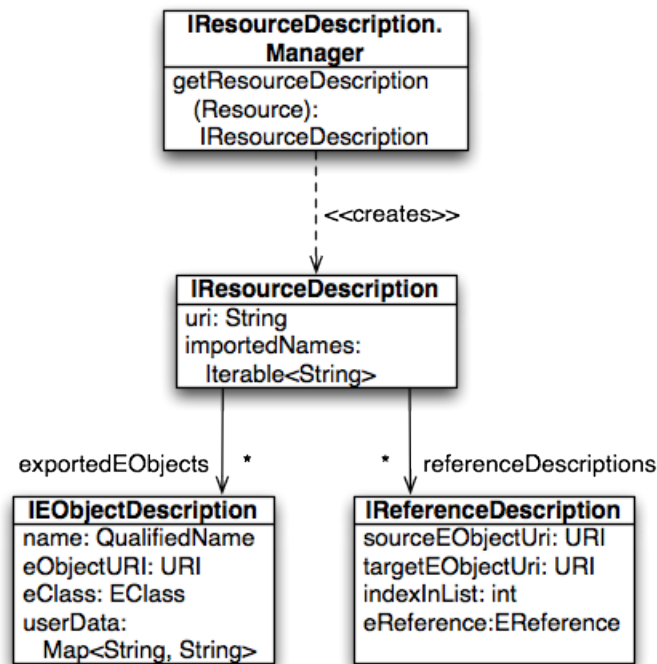 IResourceDescription.
Manager
getResourceDescription
(Resource):
IResourceDescription
<<creates>>
IResourceDescription
uri: String
importedNames:
Iterable<String>
exportedEObjects *
* referenceDescriptions
IEObjectDescription
name: QualifiedName
eObjectURI: URI
eClass: EClass
userData:
Map<String, String>
IReferenceDescription
sourceEObjectUri: URI
targetEObjectUri: URI
indexInList: int
eReference:EReference